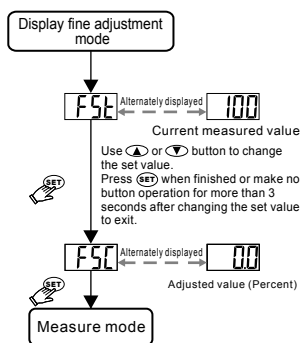 Display fine adjustment
mode
FSt
Alternately displayed
100
Current measured value
Use ▲ or ▼ button to change
the set value.
Press SET when finished or make no
button operation for more than 3
seconds after changing the set value
to exit.
SET
FSC
Alternately displayed
0.0
Adjusted value (Percent)
SET
Measure mode